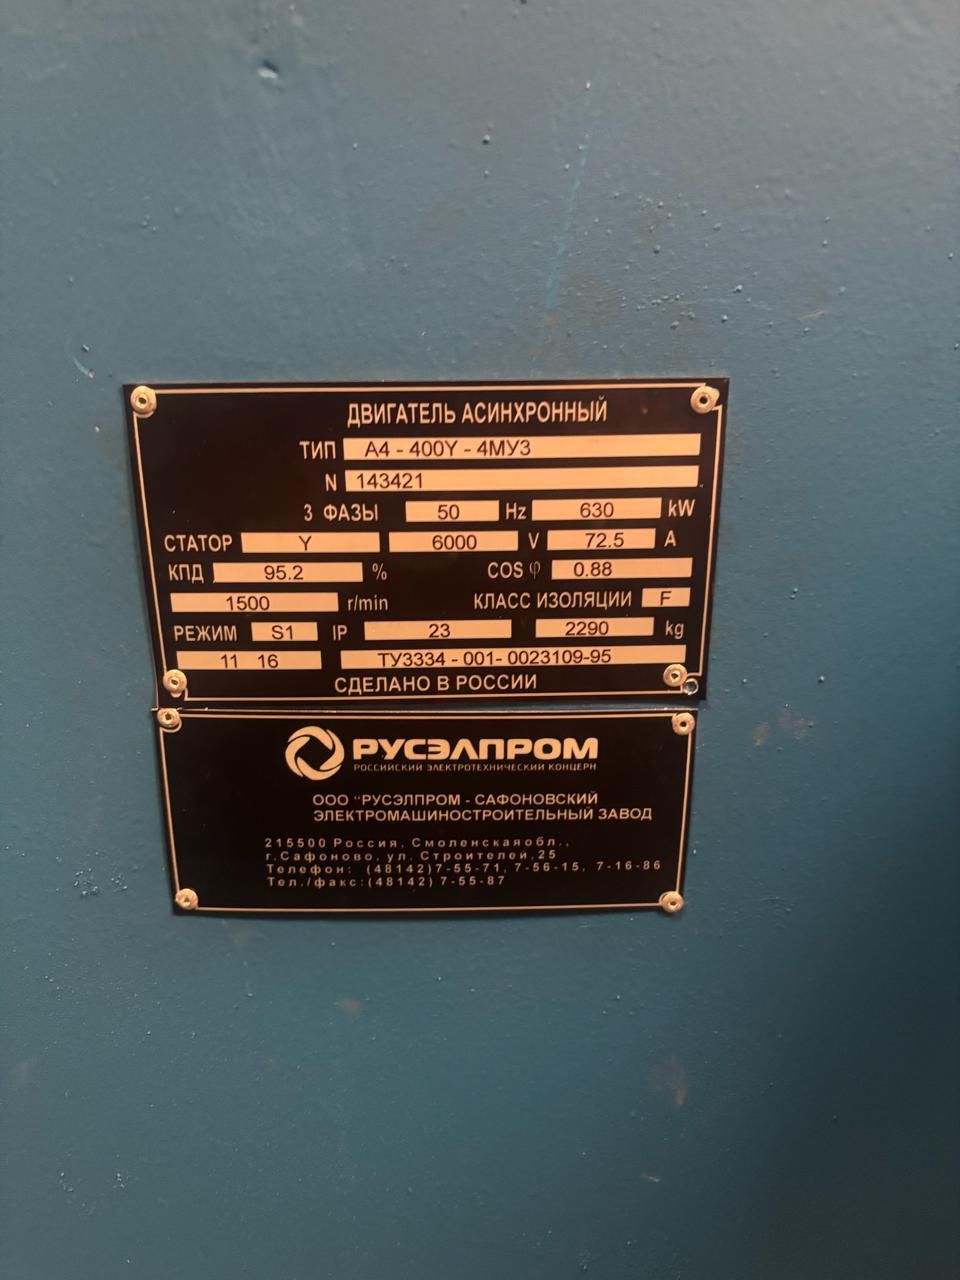 ДВИГАТЕЛЬ АСИНХРОННЫЙ
ТИП А4 - 400Y - 4МУ3
N 143421
3 ФАЗЫ 50 Hz 630 kW
СТАТОР Y 6000 V 72.5 A
КПД 95.2 % COS φ 0.88
1500 r/min КЛАСС ИЗОЛЯЦИИ F
РЕЖИМ S1 IP 23 2290 kg
11 16 ТУ3334 - 001- 0023109-95
СДЕЛАНО В РОССИИ
РУСЭЛПРОМ
РОССИЙСКИЙ ЭЛЕКТРОТЕХНИЧЕСКИЙ КОНЦЕРН
ООО "РУСЭЛПРОМ - САФОНОВСКИЙ
ЭЛЕКТРОМАШИНОСТРОИТЕЛЬНЫЙ ЗАВОД
215500 Россия, Смоленскаяобл.,
г.Сафоново, ул. Строителей,25
Телефон: (48142)7-55-71, 7-56-15, 7-16-86
Тел./факс:(48142) 7-55-87